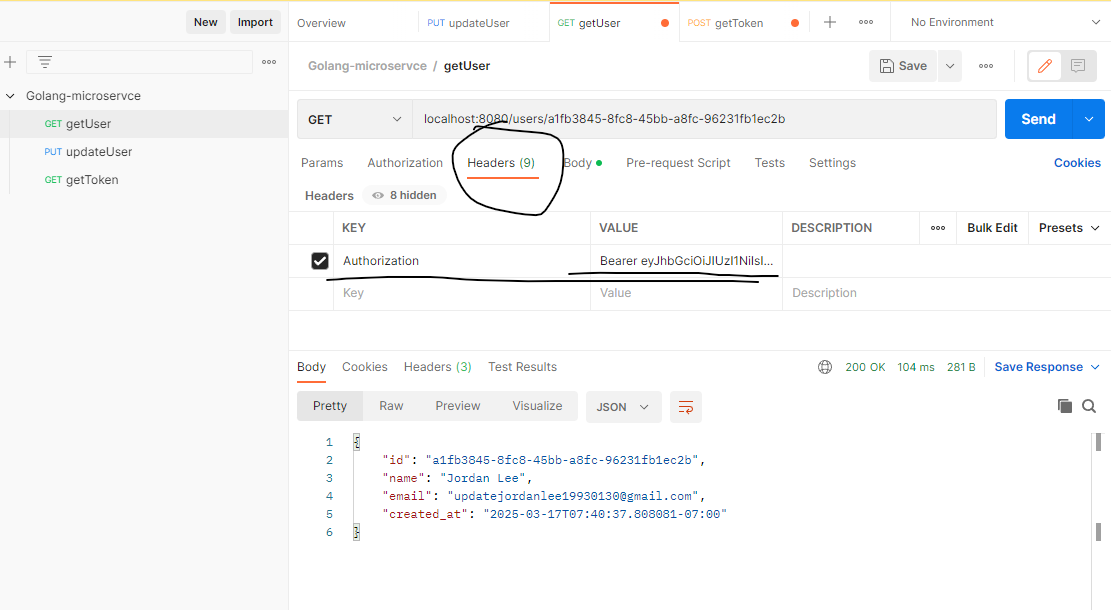 New Import Overview PUT updateUser GET getUser POST getToken No Environment
Golang-microservce / getUser Save
Golang-microservce
GET getUser
PUT updateUser
GET getToken
GET localhost:8080/users/a1fb3845-8fc8-45bb-a8fc-96231fb1ec2b Send
Params Authorization Headers (9) Body Pre-request Script Tests Settings Cookies
Headers 8 hidden
KEY VALUE DESCRIPTION Bulk Edit Presets
Authorization Bearer eyJhbGciOiJIUzI1NiIsI...
Key Value Description
Body Cookies Headers (3) Test Results 200 OK 104 ms 281 B Save Response
Pretty Raw Preview Visualize JSON
1 {
2 "id": "a1fb3845-8fc8-45bb-a8fc-96231fb1ec2b",
3 "name": "Jordan Lee",
4 "email": "updatejordanlee19930130@gmail.com",
5 "created_at": "2025-03-17T07:40:37.808081-07:00"
6 }